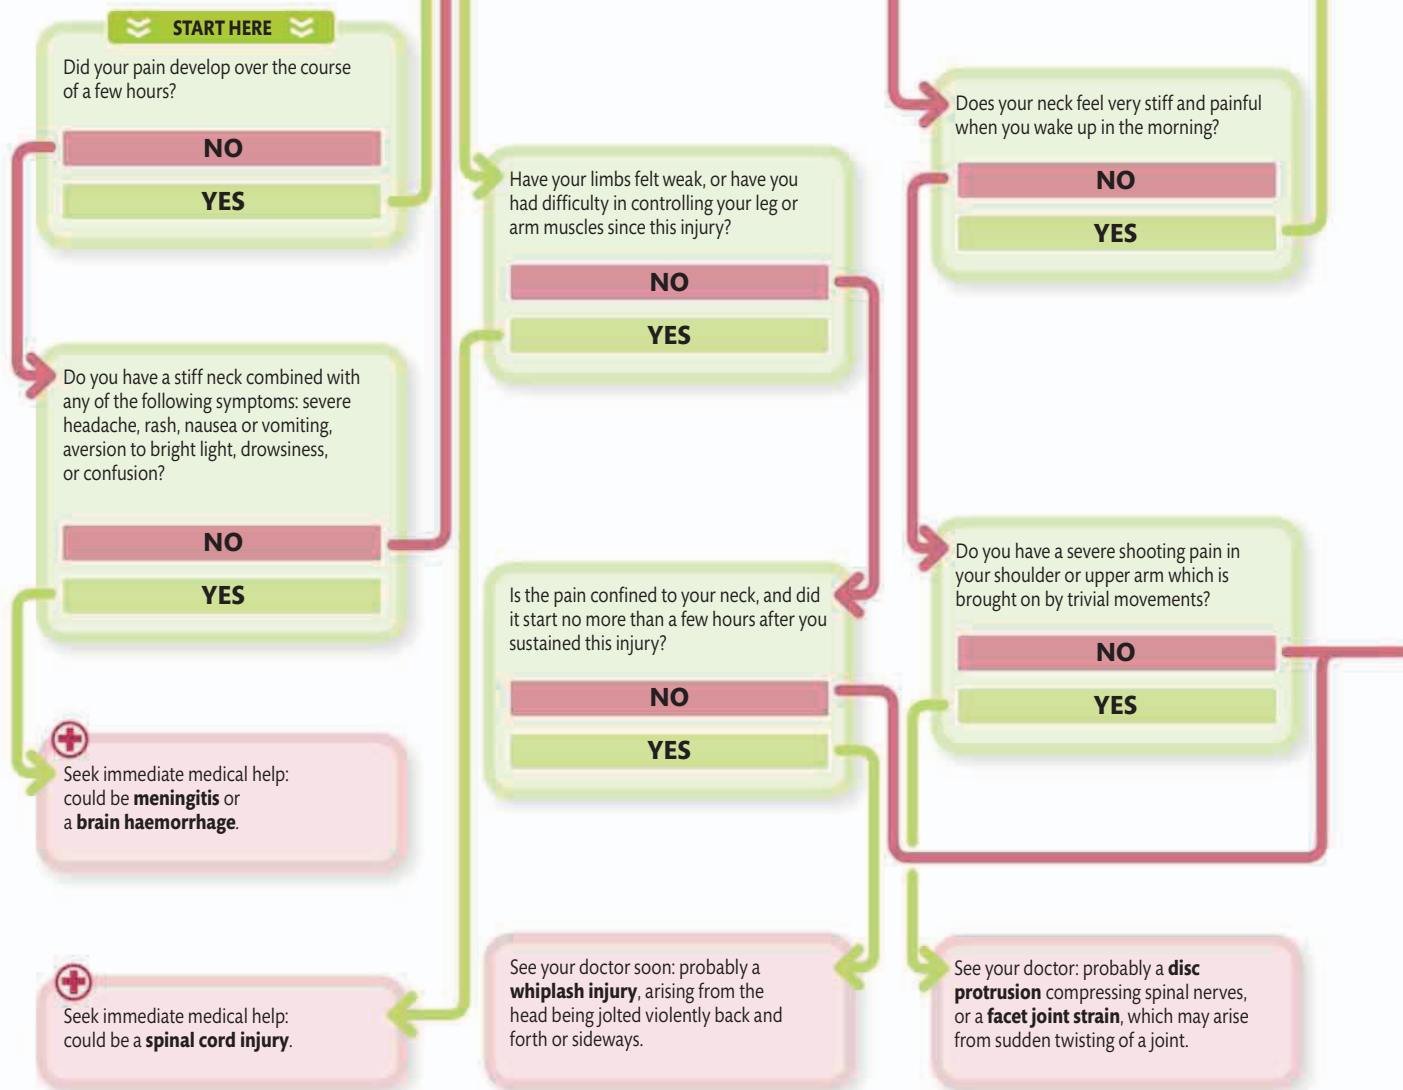 START HERE
Did your pain develop over the course
of a few hours?
NO
YES
Do you have a stiff neck combined with
any of the following symptoms: severe
headache, rash, nausea or vomiting,
aversion to bright light, drowsiness,
or confusion?
NO
YES
Seek immediate medical help:
could be meningitis or
a brain haemorrhage.
Seek immediate medical help:
could be a spinal cord injury.
Have your limbs felt weak, or have you
had difficulty in controlling your leg or
arm muscles since this injury?
NO
YES
Is the pain confined to your neck, and did
it start no more than a few hours after you
sustained this injury?
NO
YES
See your doctor soon: probably a
whiplash injury, arising from the
head being jolted violently back and
forth or sideways.
Does your neck feel very stiff and painful
when you wake up in the morning?
NO
YES
Do you have a severe shooting pain in
your shoulder or upper arm which is
brought on by trivial movements?
NO
YES
See your doctor: probably a disc
protrusion compressing spinal nerves,
or a facet joint strain, which may arise
from sudden twisting of a joint.